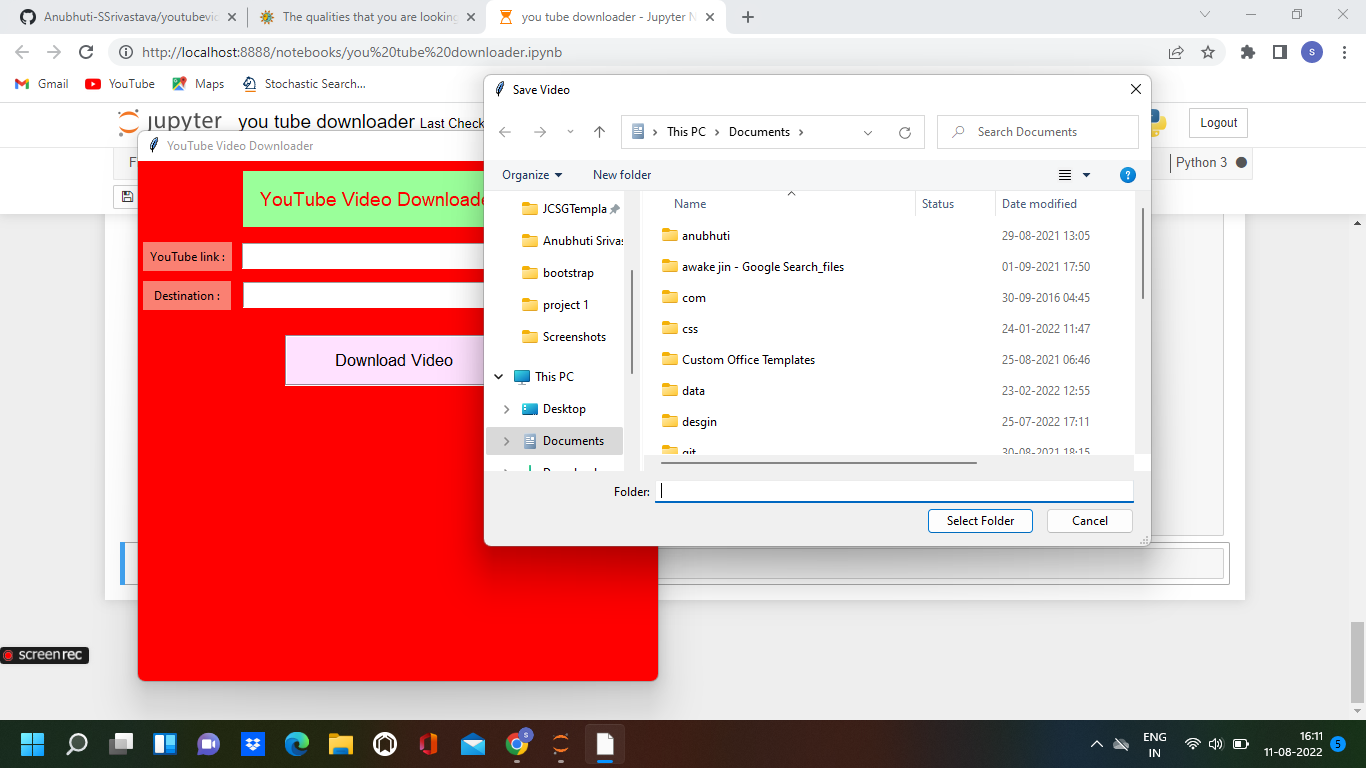 Anubhuti-SSrivastava/youtubevic
The qualities that you are looking
you tube downloader - Jupyter N
http://localhost:8888/notebooks/you%20tube%20downloader.ipynb
S
Gmail
YouTube
Maps
Stochastic Search...
jupyter
you tube downloader Last Check
Logout
Python 3
YouTube Video Downloader
YouTube Video Downloade
YouTube link :
Destination :
Download Video
Save Video
This PC
Documents
Search Documents
Organize
New folder
?
JCSGTempla
Anubhuti Srivas
bootstrap
project 1
Screenshots
This PC
Desktop
Documents
Name Status Date modified
anubhuti 29-08-2021 13:05
awake jin - Google Search_files 01-09-2021 17:50
com 30-09-2016 04:45
css 24-01-2022 11:47
Custom Office Templates 25-08-2021 06:46
data 23-02-2022 12:55
desgin 25-07-2022 17:11
git 30-08-2021 18:15
Folder:
Select Folder
Cancel
screenrec
ENG
IN
16:11
11-08-2022
5